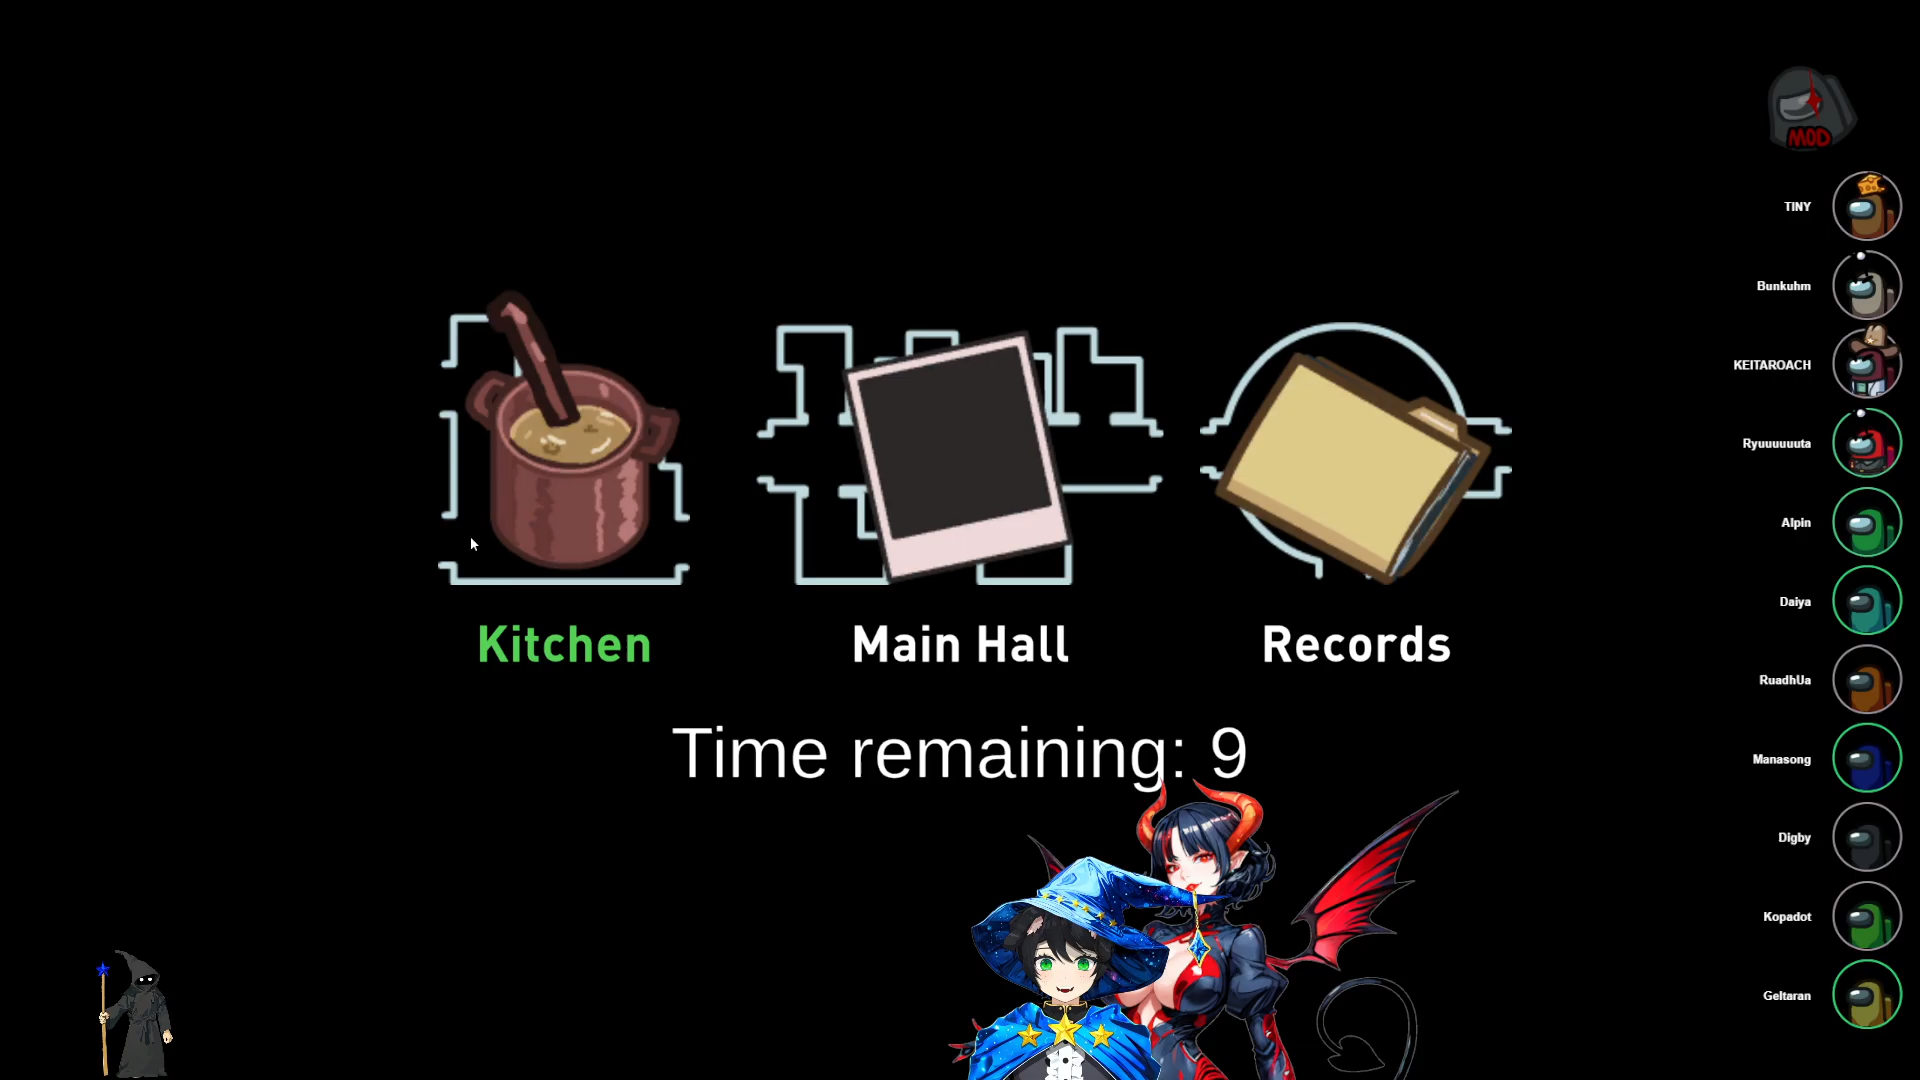 MOD
TINY
Bunkuhm
KEITAROACH
Ryuuuuuuta
Alpin
Daiya
Kitchen
Main Hall
Records
RuadhUa
Time remaining: 9
Manasong
Digby
Kopadot
Geltaran